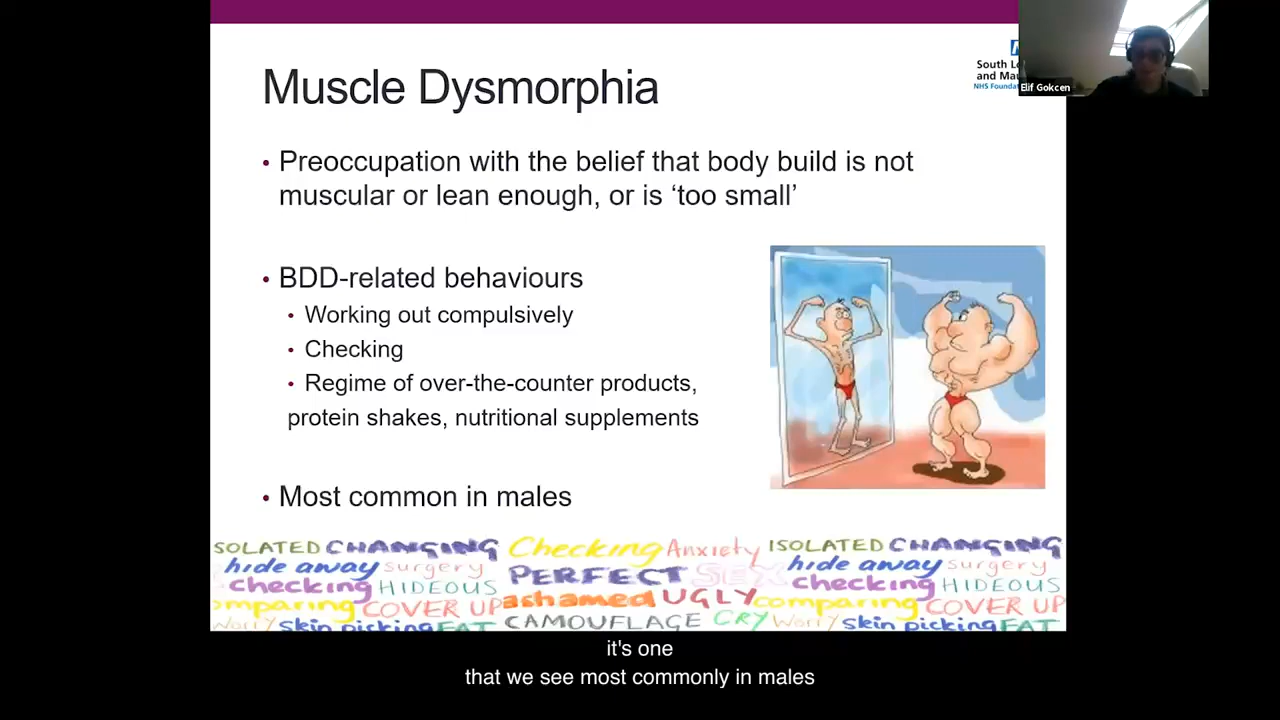 Muscle Dysmorphia
South Lo
and Mau
NHS Foundat
Elif Gokcen
• Preoccupation with the belief that body build is not
muscular or lean enough, or is ‘too small’
• BDD-related behaviours
• Working out compulsively
• Checking
• Regime of over-the-counter products,
protein shakes, nutritional supplements
• Most common in males
SOLATED CHANGING Checking Anxiety ISOLATED CHANGING
hide away surgery PERFECT SEX hide away surgery
checking HIDEOUS checking HIDEOUS
omparing COVER UP ashamed UGLY comparing COVER UP
Worry skin picking FAT CAMOUFLAGE CRY Worry skin picking FAT
it's one
that we see most commonly in males